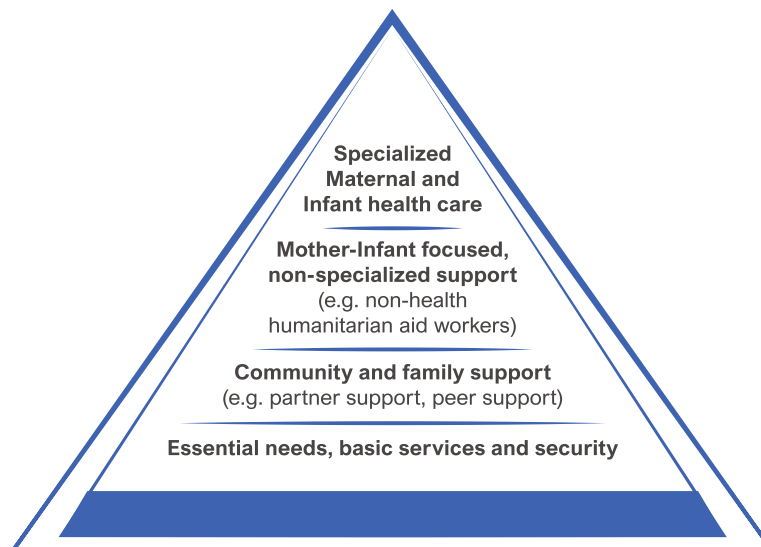 Specialized
Maternal and
Infant health care
Mother-Infant focused,
non-specialized support
(e.g. non-health
humanitarian aid workers)
Community and family support
(e.g. partner support, peer support)
Essential needs, basic services and security